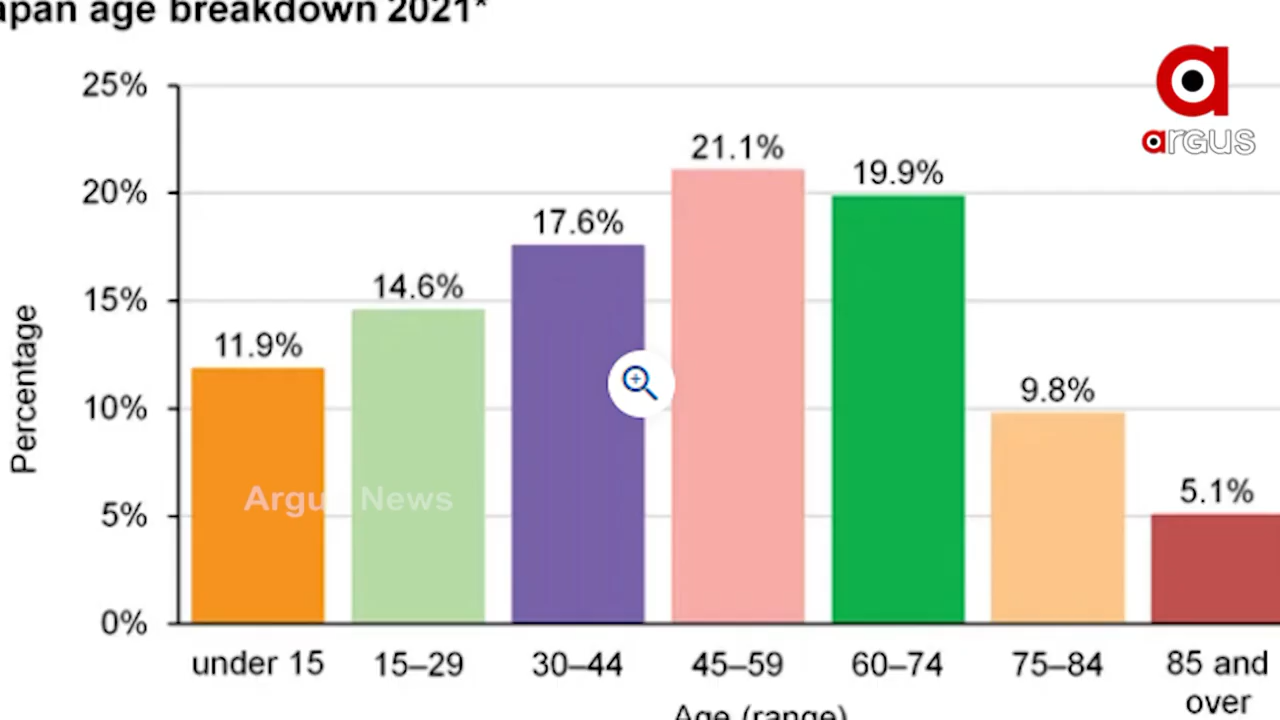 apan age breakdown 2021*
argus
25%
20%
15%
10%
5%
0%
Percentage
11.9%
14.6%
17.6%
21.1%
19.9%
9.8%
5.1%
Argus News
under 15
15–29
30–44
45–59
60–74
75–84
85 and
over
Age (range)